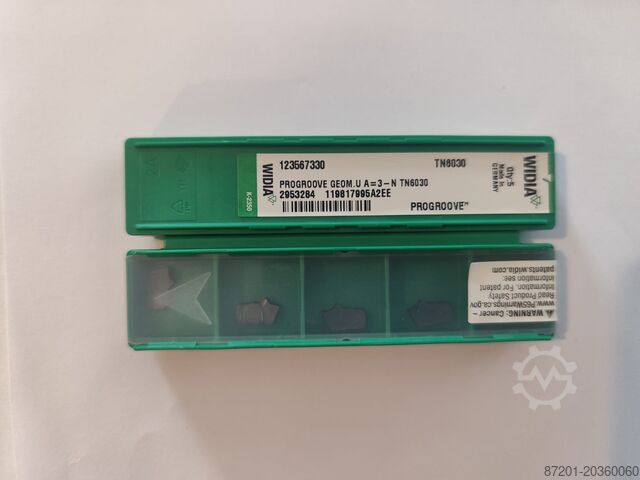 123567330 TN6030
PROGROOVE GEOM.U A=3-N TN6030
2953284 119817995A2EE
PROGROOVE™
WIDIA
K-2350
WIDIA
Qty:5
Made in
GERMANY
⚠ WARNING: Cancer -
www.P65Warnings.ca.gov
Read Product Safety
Information. For patent
information see:
patents.widia.com
87201-20360060